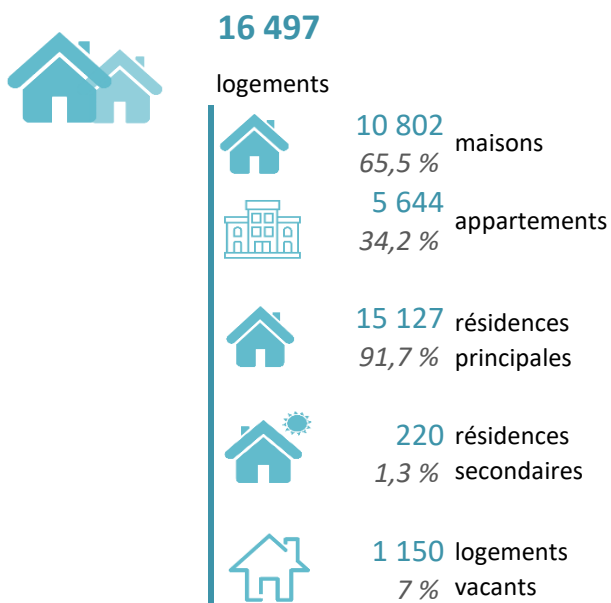 16 497
logements
10 802
65,5 %
maisons
5 644
34,2 %
appartements
15 127
91,7 %
résidences
principales
220
1,3 %
résidences
secondaires
1 150
7 %
logements
vacants